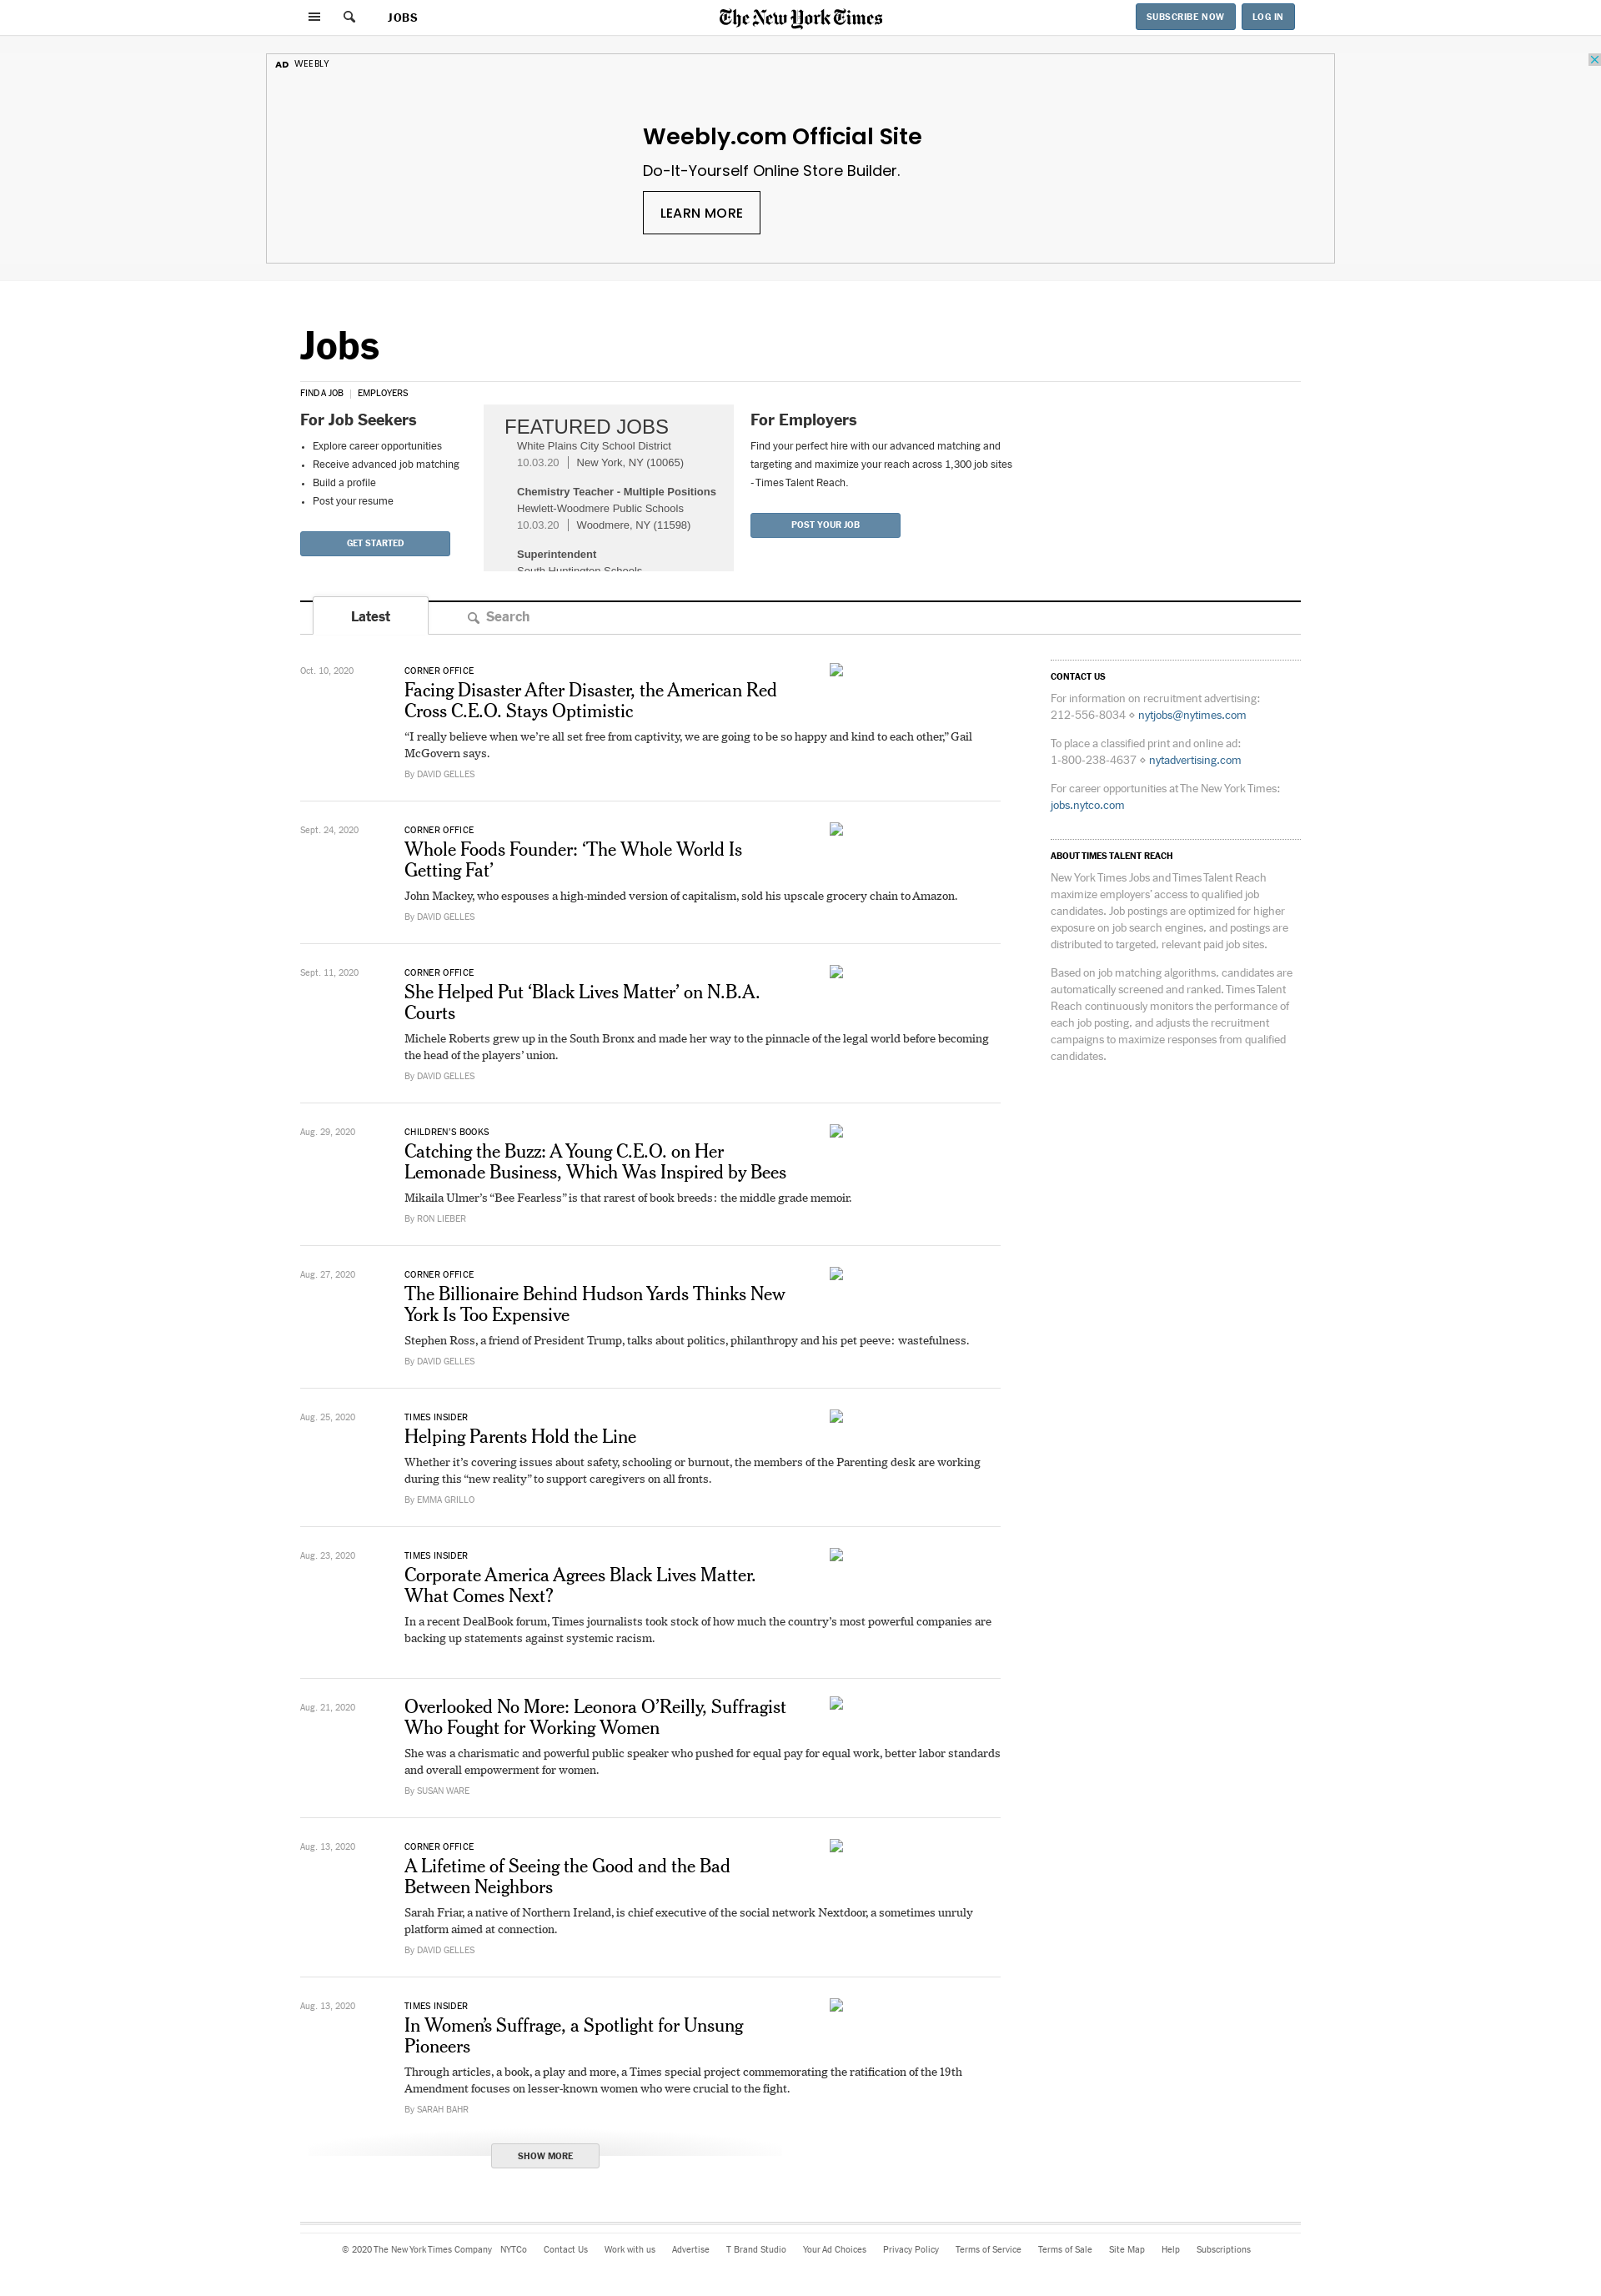 JOBS
The New York Times
SUBSCRIBE NOW
LOG IN
AD WEEBLY
Weebly.com Official Site
Do-It-Yourself Online Store Builder.
LEARN MORE
Jobs
FIND A JOB
EMPLOYERS
For Job Seekers
Explore career opportunities
Receive advanced job matching
Build a profile
Post your resume
GET STARTED
FEATURED JOBS
White Plains City School District
10.03.20 New York, NY (10065)
Chemistry Teacher - Multiple Positions
Hewlett-Woodmere Public Schools
10.03.20 Woodmere, NY (11598)
Superintendent
South Huntington Schools
For Employers
Find your perfect hire with our advanced matching and
targeting and maximize your reach across 1,300 job sites
- Times Talent Reach.
POST YOUR JOB
Latest
Search
Oct. 10, 2020
CORNER OFFICE
Facing Disaster After Disaster, the American Red
Cross C.E.O. Stays Optimistic
“I really believe when we’re all set free from captivity, we are going to be so happy and kind to each other,” Gail
McGovern says.
By DAVID GELLES
Sept. 24, 2020
CORNER OFFICE
Whole Foods Founder: ‘The Whole World Is
Getting Fat’
John Mackey, who espouses a high-minded version of capitalism, sold his upscale grocery chain to Amazon.
By DAVID GELLES
Sept. 11, 2020
CORNER OFFICE
She Helped Put ‘Black Lives Matter’ on N.B.A.
Courts
Michele Roberts grew up in the South Bronx and made her way to the pinnacle of the legal world before becoming
the head of the players’ union.
By DAVID GELLES
Aug. 29, 2020
CHILDREN’S BOOKS
Catching the Buzz: A Young C.E.O. on Her
Lemonade Business, Which Was Inspired by Bees
Mikaila Ulmer’s “Bee Fearless” is that rarest of book breeds: the middle grade memoir.
By RON LIEBER
Aug. 27, 2020
CORNER OFFICE
The Billionaire Behind Hudson Yards Thinks New
York Is Too Expensive
Stephen Ross, a friend of President Trump, talks about politics, philanthropy and his pet peeve: wastefulness.
By DAVID GELLES
Aug. 25, 2020
TIMES INSIDER
Helping Parents Hold the Line
Whether it’s covering issues about safety, schooling or burnout, the members of the Parenting desk are working
during this “new reality” to support caregivers on all fronts.
By EMMA GRILLO
Aug. 23, 2020
TIMES INSIDER
Corporate America Agrees Black Lives Matter.
What Comes Next?
In a recent DealBook forum, Times journalists took stock of how much the country’s most powerful companies are
backing up statements against systemic racism.
Aug. 21, 2020
Overlooked No More: Leonora O’Reilly, Suffragist
Who Fought for Working Women
She was a charismatic and powerful public speaker who pushed for equal pay for equal work, better labor standards
and overall empowerment for women.
By SUSAN WARE
Aug. 13, 2020
CORNER OFFICE
A Lifetime of Seeing the Good and the Bad
Between Neighbors
Sarah Friar, a native of Northern Ireland, is chief executive of the social network Nextdoor, a sometimes unruly
platform aimed at connection.
By DAVID GELLES
Aug. 13, 2020
TIMES INSIDER
In Women’s Suffrage, a Spotlight for Unsung
Pioneers
Through articles, a book, a play and more, a Times special project commemorating the ratification of the 19th
Amendment focuses on lesser-known women who were crucial to the fight.
By SARAH BAHR
SHOW MORE
CONTACT US
For information on recruitment advertising:
212-556-8034 ⋄ nytjobs@nytimes.com
To place a classified print and online ad:
1-800-238-4637 ⋄ nytadvertising.com
For career opportunities at The New York Times:
jobs.nytco.com
ABOUT TIMES TALENT REACH
New York Times Jobs and Times Talent Reach
maximize employers’ access to qualified job
candidates. Job postings are optimized for higher
exposure on job search engines, and postings are
distributed to targeted, relevant paid job sites.
Based on job matching algorithms, candidates are
automatically screened and ranked. Times Talent
Reach continuously monitors the performance of
each job posting, and adjusts the recruitment
campaigns to maximize responses from qualified
candidates.
© 2020 The New York Times Company NYTCo Contact Us Work with us Advertise T Brand Studio Your Ad Choices Privacy Policy Terms of Service Terms of Sale Site Map Help Subscriptions